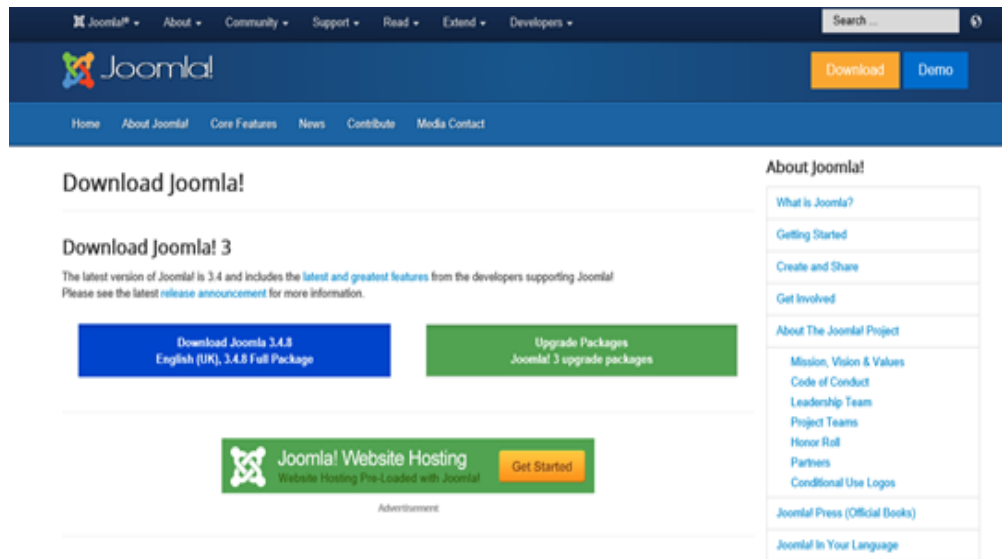 Joomla!® About Community Support Read Extend Developers Search ...
Joomla! Download Demo
Home About Joomla! Core Features News Contribute Media Contact
Download Joomla!
Download Joomla! 3
The latest version of Joomla! is 3.4 and includes the latest and greatest features from the developers supporting Joomla!
Please see the latest release announcement for more information.
Download Joomla 3.4.8
English (UK), 3.4.8 Full Package
Upgrade Packages
Joomla! 3 upgrade packages
Joomla! Website Hosting
Website Hosting Pre-Loaded with Joomla!
Get Started
Advertisement
About Joomla!
What is Joomla?
Getting Started
Create and Share
Get Involved
About The Joomla! Project
Mission, Vision & Values
Code of Conduct
Leadership Team
Project Teams
Honor Roll
Partners
Conditional Use Logos
Joomla! Press (Official Books)
Joomla! In Your Language